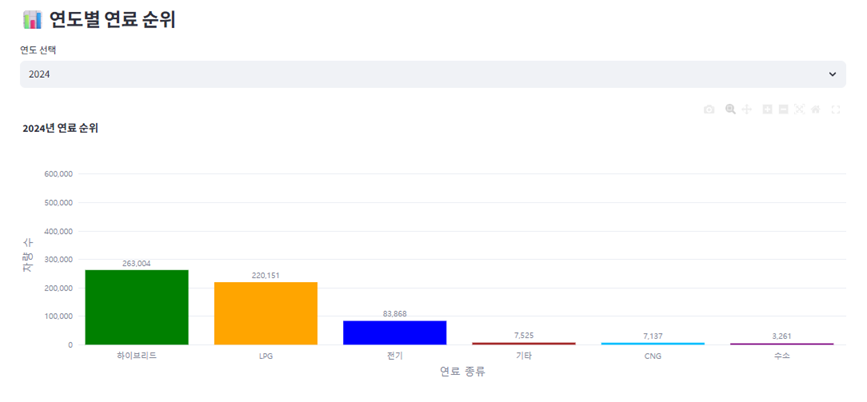 연도별 연료 순위
연도 선택
2024
2024년 연료 순위
600,000
500,000
400,000
300,000
200,000
100,000
0
차량 수
263,004
220,151
83,868
7,525
7,137
3,261
하이브리드
LPG
전기
기타
CNG
수소
연료 종류